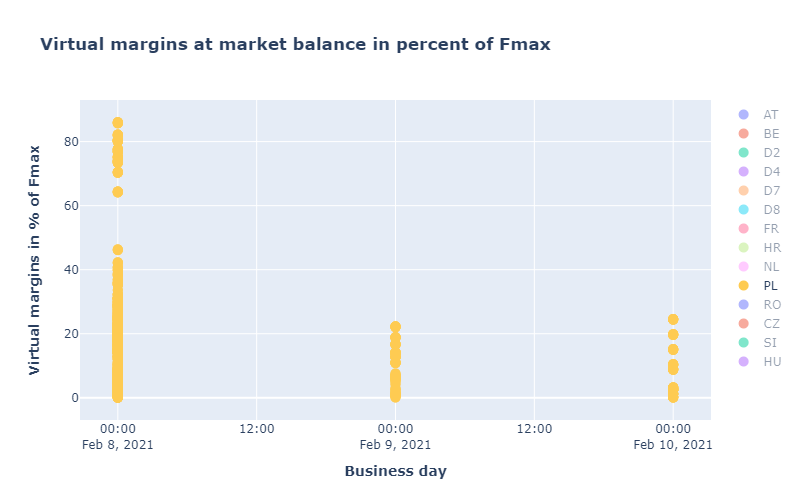 Virtual margins at market balance in percent of Fmax
Virtual margins in % of Fmax
80
60
40
20
0
00:00
Feb 8, 2021
12:00
00:00
Feb 9, 2021
12:00
00:00
Feb 10, 2021
Business day
AT
BE
D2
D4
D7
D8
FR
HR
NL
PL
RO
CZ
SI
HU